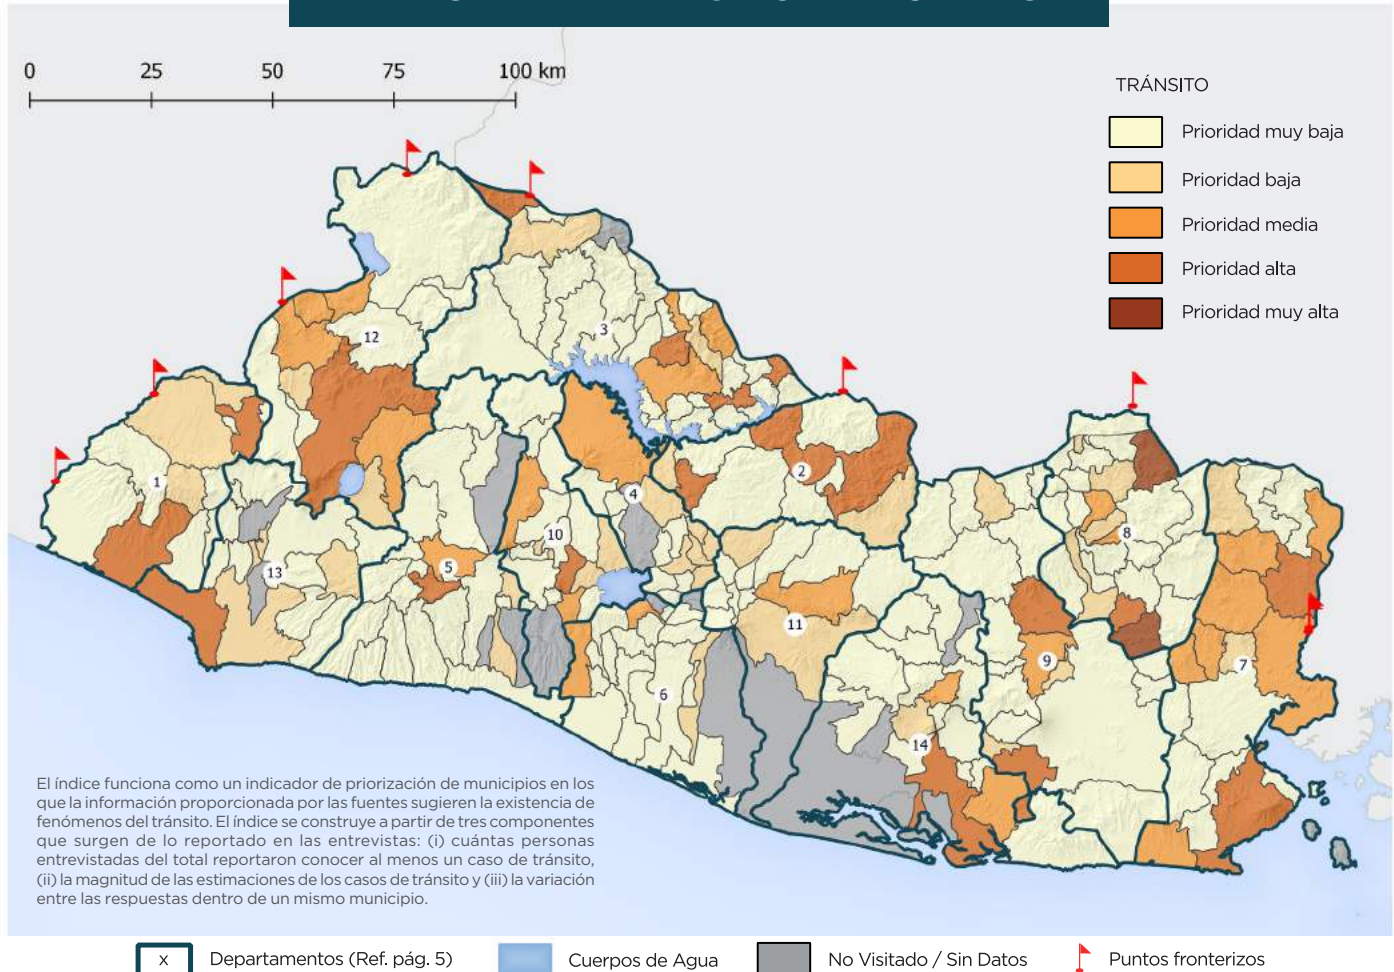 0 25 50 75 100 km
TRÁNSITO
Prioridad muy baja
Prioridad baja
Prioridad media
Prioridad alta
Prioridad muy alta
12
3
1
2
4
10
8
13
5
11
9
7
6
14
El índice funciona como un indicador de priorización de municipios en los
que la información proporcionada por las fuentes sugieren la existencia de
fenómenos del tránsito. El índice se construye a partir de tres componentes
que surgen de lo reportado en las entrevistas: (i) cuántas personas
entrevistadas del total reportaron conocer al menos un caso de tránsito,
(ii) la magnitud de las estimaciones de los casos de tránsito y (iii) la variación
entre las respuestas dentro de un mismo municipio.
x Departamentos (Ref. pág. 5) Cuerpos de Agua No Visitado / Sin Datos Puntos fronterizos